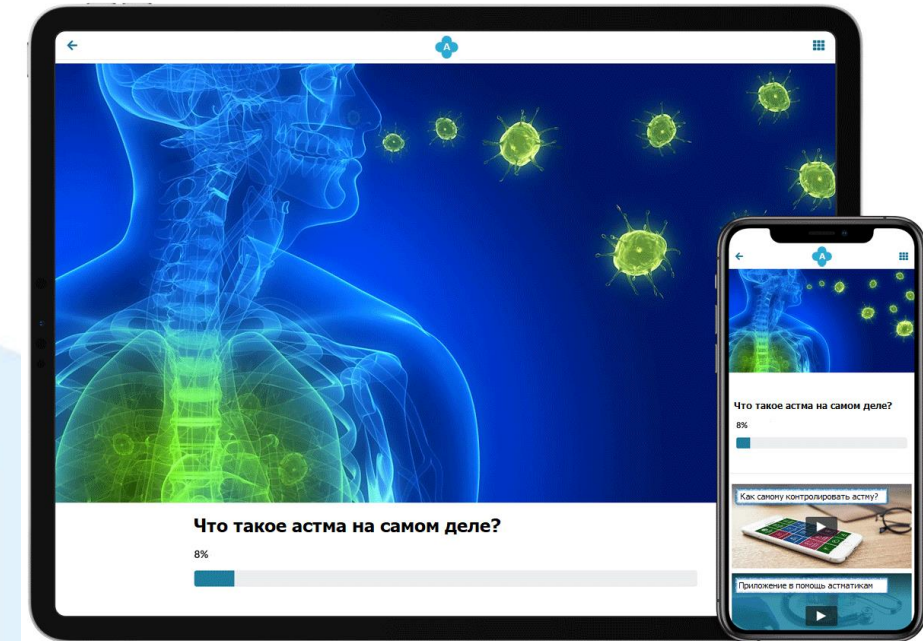 A
Что такое астма на самом деле?
8%
A
Что такое астма на самом деле?
8%
Как самому контролировать астму?
Приложение в помощь астматикам